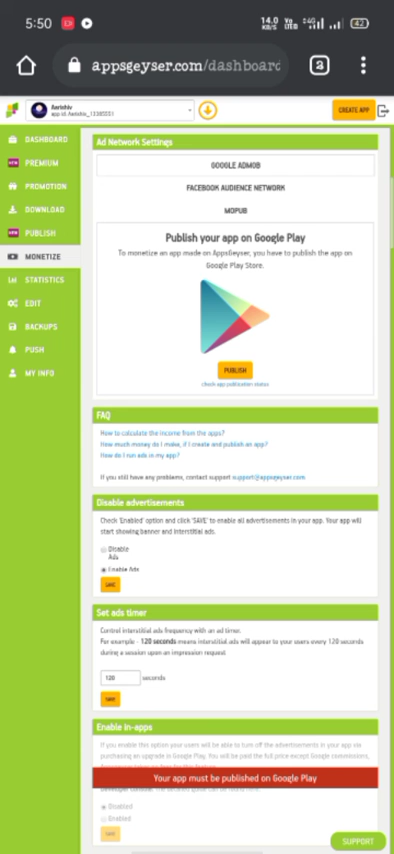 5:50
14.0 KB/S Vo LTE 4G 42
appsgeyser.com/dashboard
2
Aerishiv
CREATE APP
DASHBOARD
NEW PREMIUM
PROMOTION
DOWNLOAD
NEW PUBLISH
MONETIZE
STATISTICS
EDIT
BACKUPS
PUSH
MY INFO
Ad Network Settings
GOOGLE ADMOB
FACEBOOK AUDIENCE NETWORK
MOPUB
Publish your app on Google Play
To monetize an app made on AppsGeyser, you have to publish the app on
Google Play Store.
PUBLISH
check app publication status
FAQ
How to calculate the income from the apps?
How much money do I make, if I create and publish an app?
How do I run ads in my app?
If you still have any problems, contact support support@appsgeyser.com
Disable advertisements
Check 'Enabled' option and click 'SAVE' to enable all advertisements in your app. Your app will
start showing banner and interstitial ads.
Disable
Ads
Enable Ads
SAVE
Set ads timer
Control interstitial ads frequency with an ad timer.
For example - 120 seconds means interstitial ads will appear to your users every 120 seconds
during a session upon an impression request
120 seconds
SAVE
Enable in-apps
If you enable this option your users will be able to turn off the advertisements in your app via
purchasing an upgrade in Google Play. You will be paid the full price except Google commissions,
Your app must be published on Google Play
Disabled
Enabled
SAVE
SUPPORT